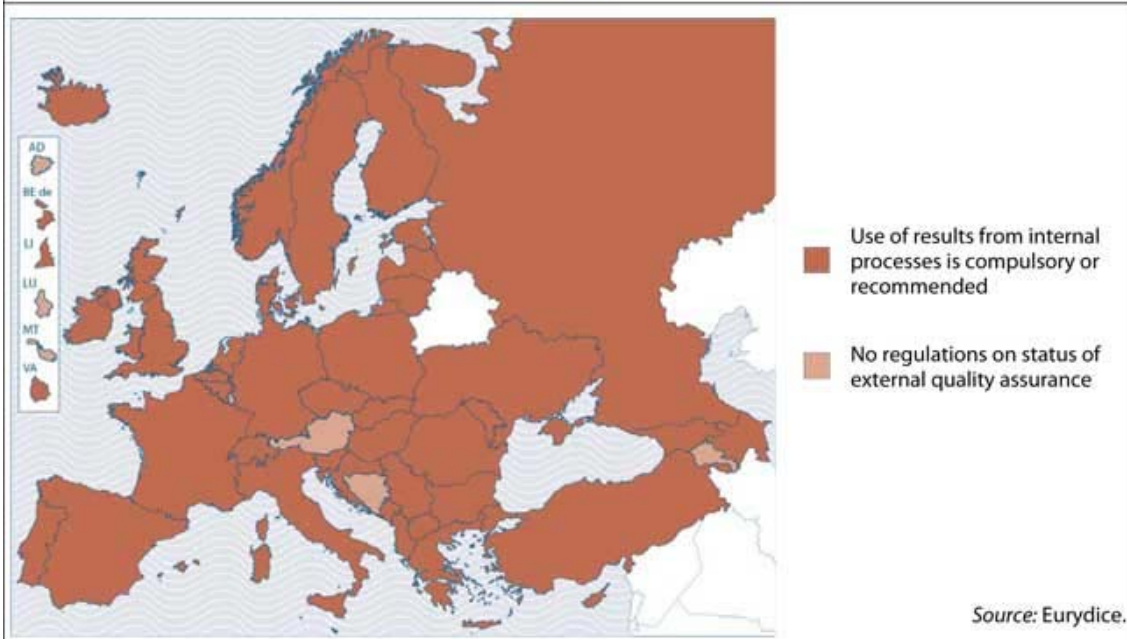 AD
BE de
LI
LU
MT
VA
Use of results from internal
processes is compulsory or
recommended
No regulations on status of
external quality assurance
Source: Eurydice.